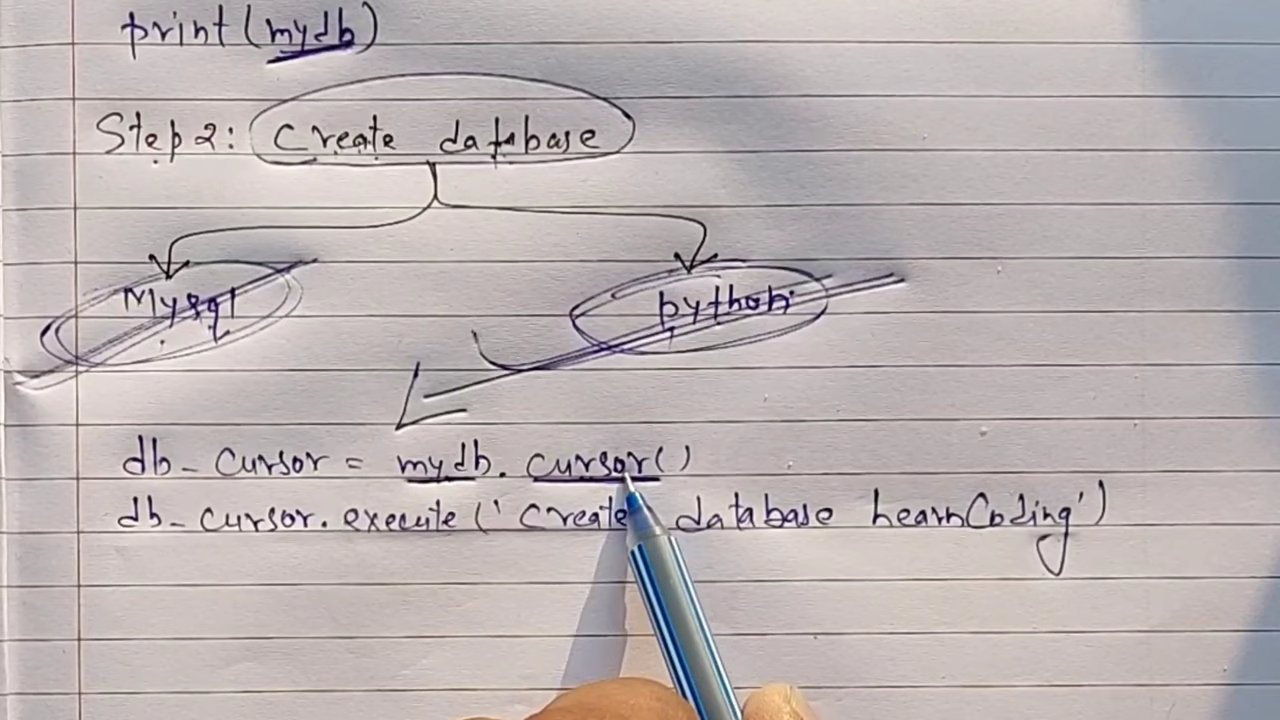 print(mydb)
Step 2: Create database
Mysql
python
db_cursor = mydb.cursor()
db_cursor.execute('Create database LearnCoding')